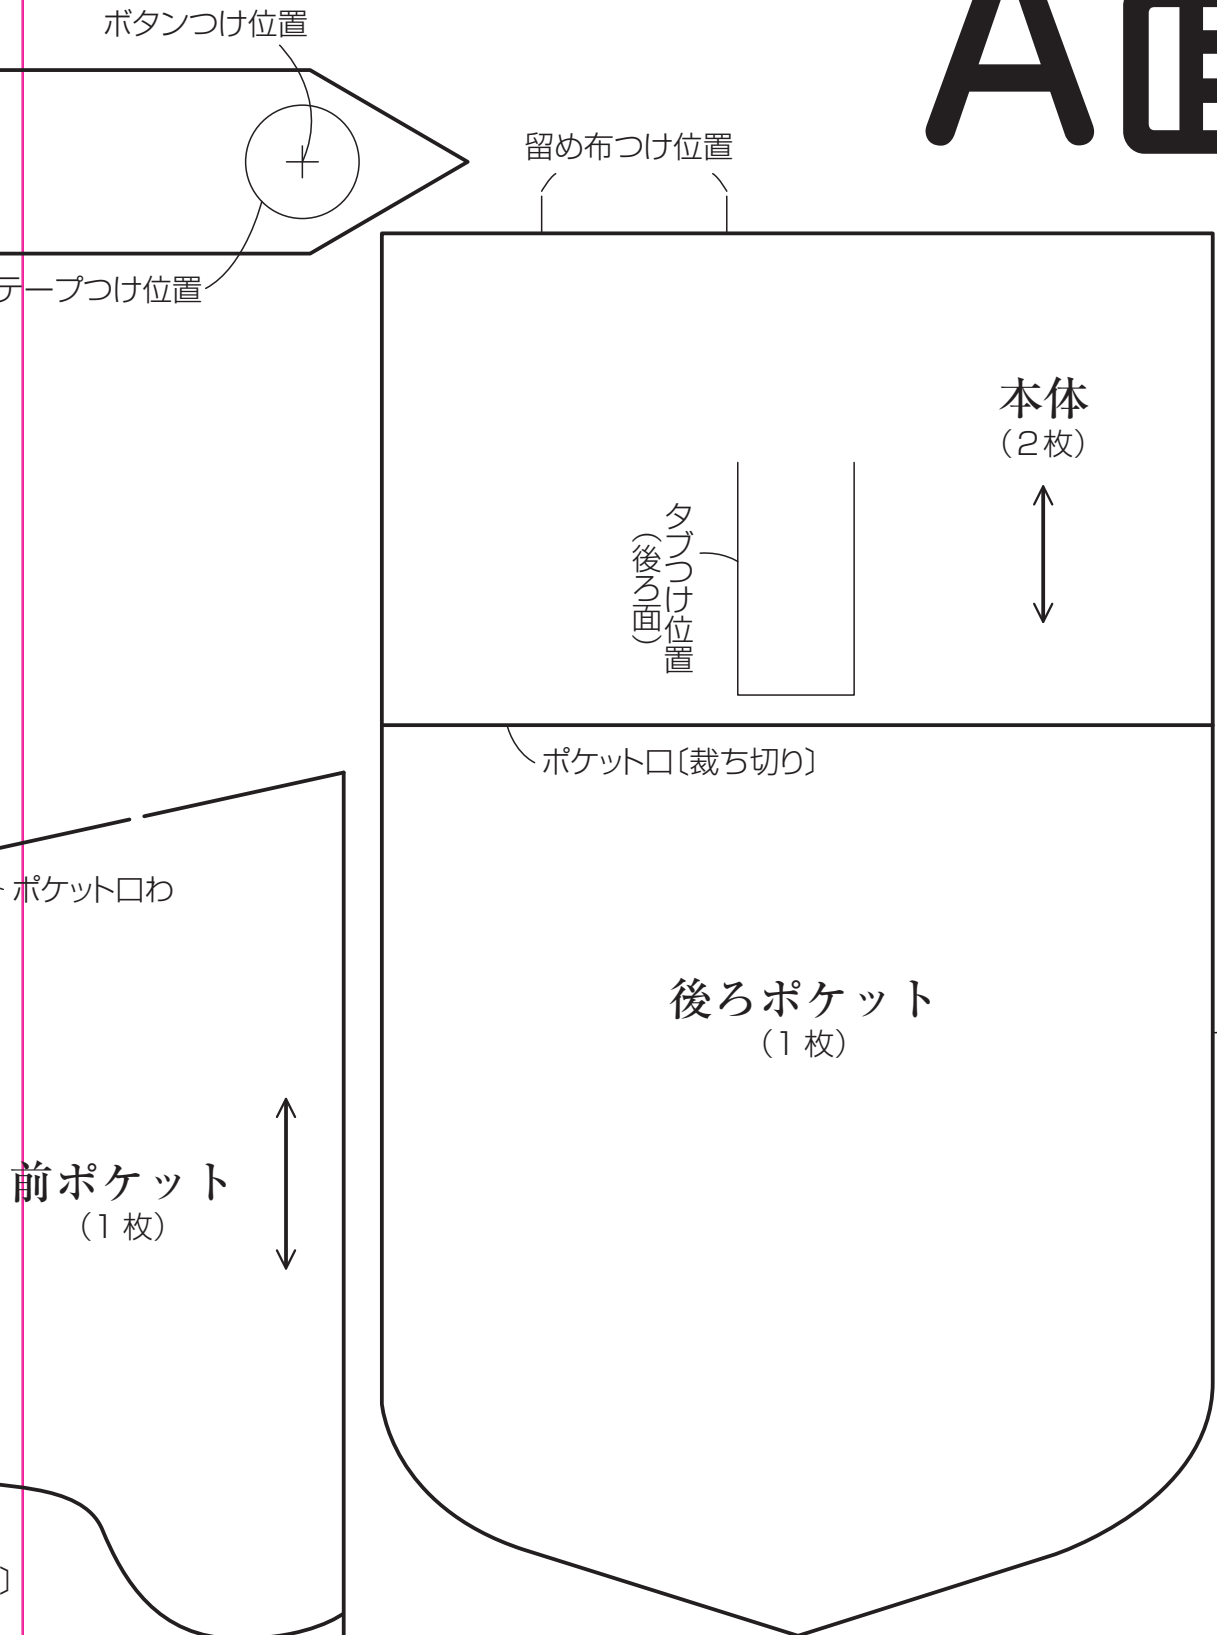 ボタンつけ位置
A面
留め布つけ位置
テープつけ位置
本体
（2枚）
タブつけ位置
（後ろ面）
ポケット口〔裁ち切り〕
ポケット口わ
後ろポケット
（1枚）
前ポケット
（1枚）
〕